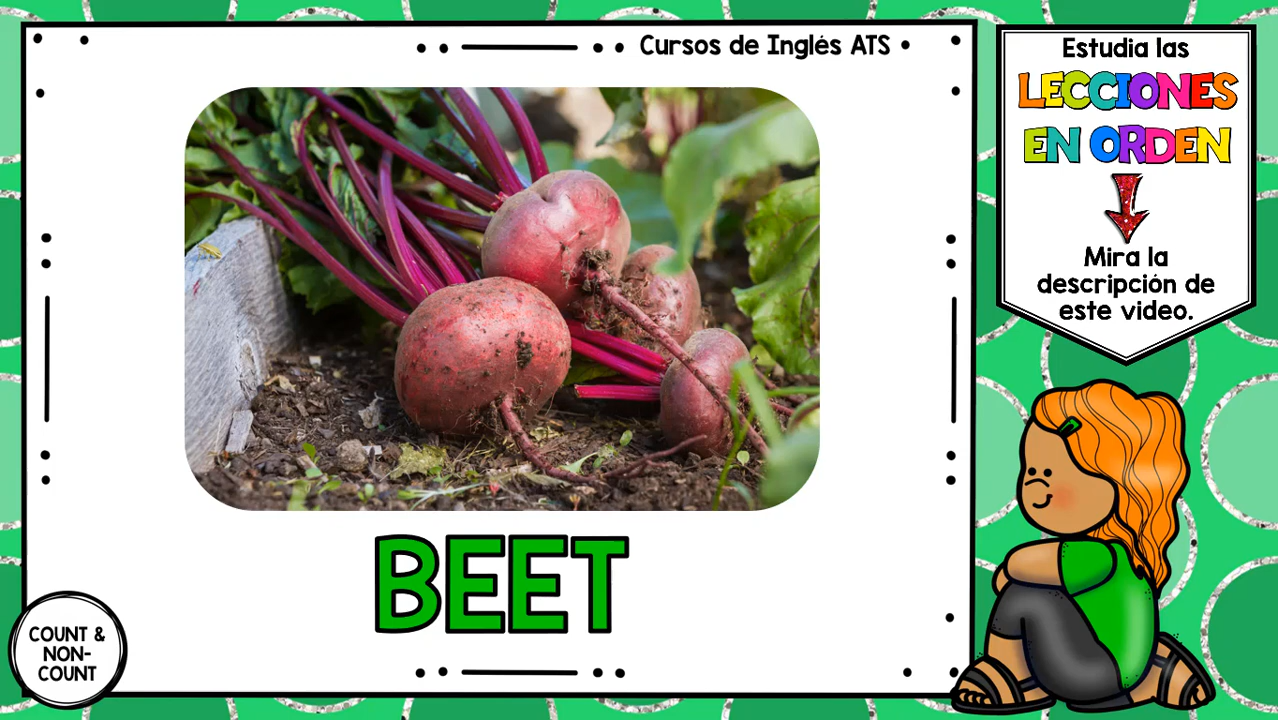 Cursos de Inglés ATS
BEET
COUNT &
NON-
COUNT
Estudia las
LECCIONES
EN ORDEN
Mira la
descripción de
este video.